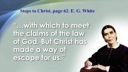 Steps to Christ, page 62, E. G. White
"...with which to meet
the claims of the law
of God. But Christ has
made a way of
escape for us"